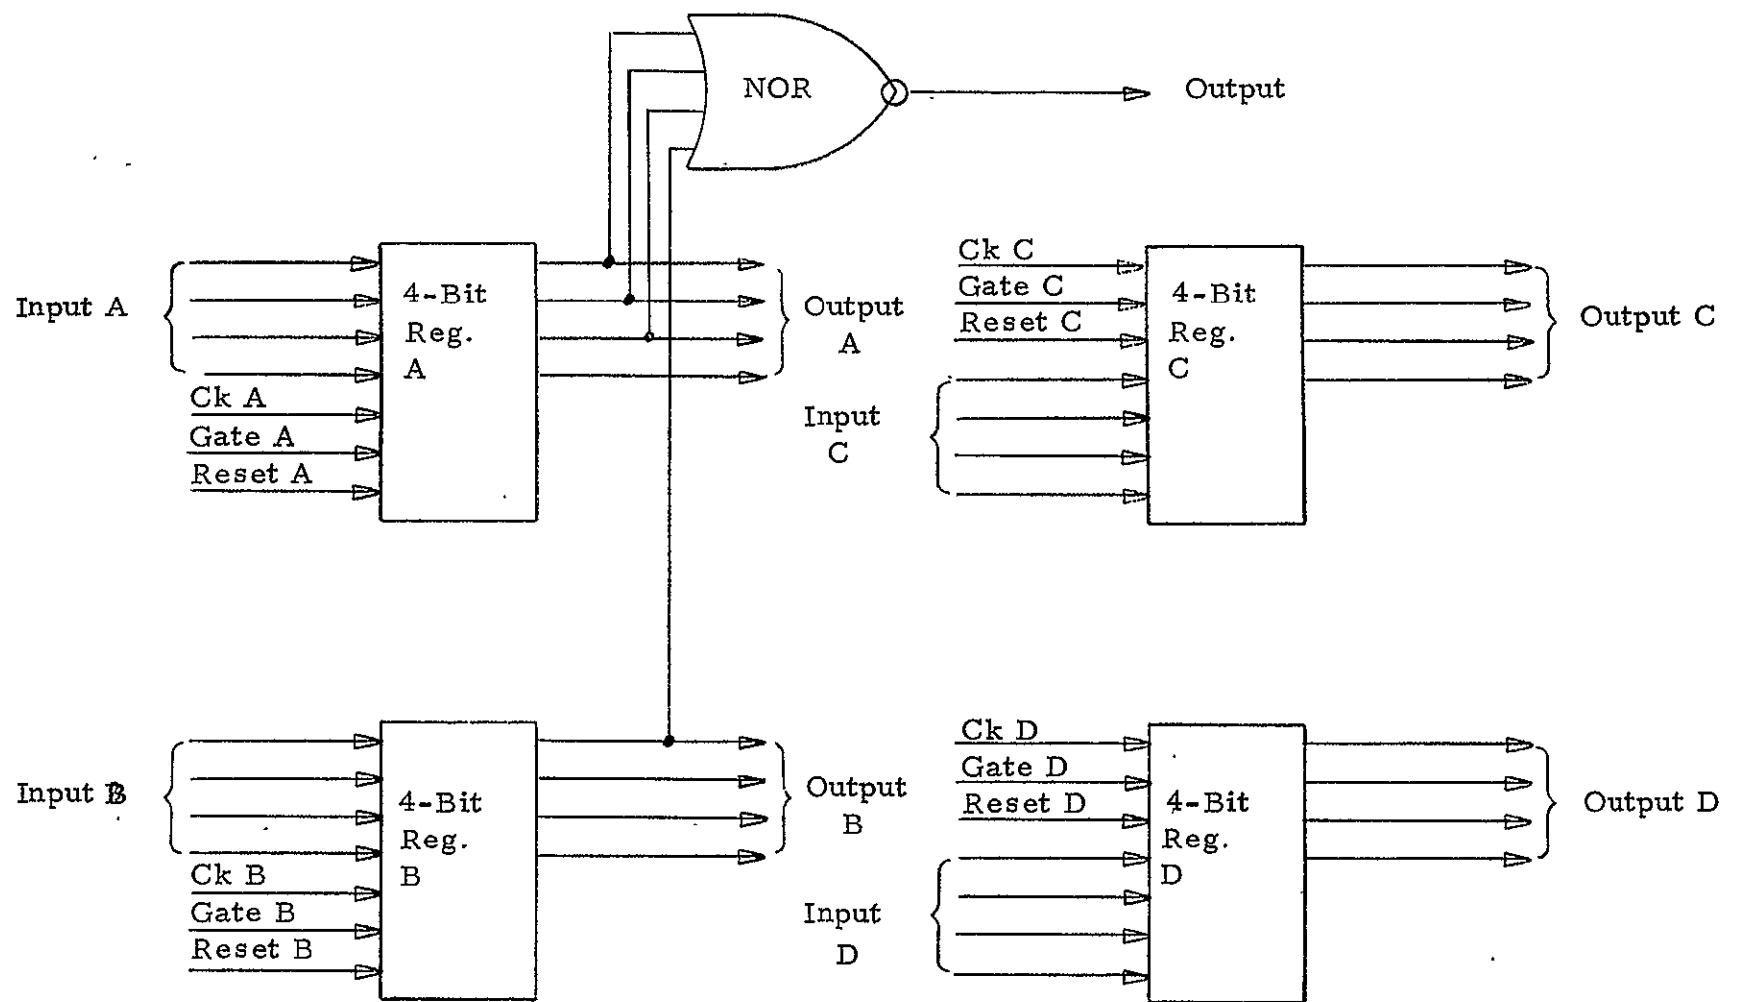 NOR
Output
Input A
4-Bit
Reg.
A
Ck A
Gate A
Reset A
Output
A
Ck C
Gate C
Reset C
Input
C
4-Bit
Reg.
C
Output C
Input B
4-Bit
Reg.
B
Ck B
Gate B
Reset B
Output
B
Ck D
Gate D
Reset D
Input
D
4-Bit
Reg.
D
Output D